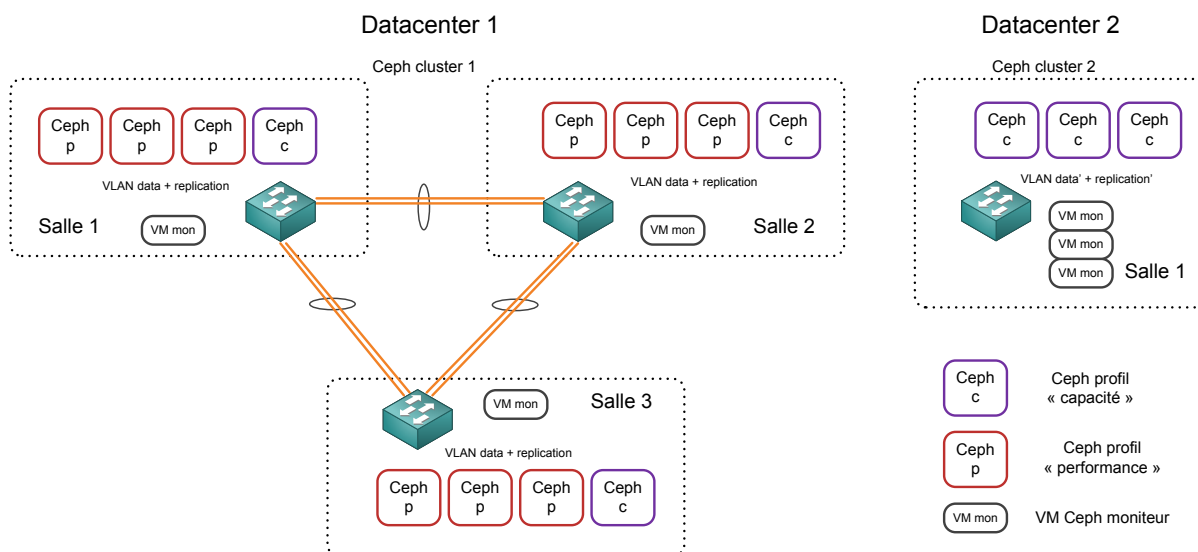 Datacenter 1
Datacenter 2
Ceph cluster 1
Ceph cluster 2
Ceph
p
Ceph
p
Ceph
p
Ceph
c
VLAN data + replication
Salle 1
VM mon
Ceph
p
Ceph
p
Ceph
p
Ceph
c
VLAN data + replication
VM mon
Salle 2
Ceph
c
Ceph
c
Ceph
c
VLAN data' + replication'
VM mon
VM mon
VM mon
Salle 1
VM mon
Salle 3
VLAN data + replication
Ceph
p
Ceph
p
Ceph
p
Ceph
c
Ceph
c
Ceph profil
« capacité »
Ceph
p
Ceph profil
« performance »
VM mon
VM Ceph moniteur